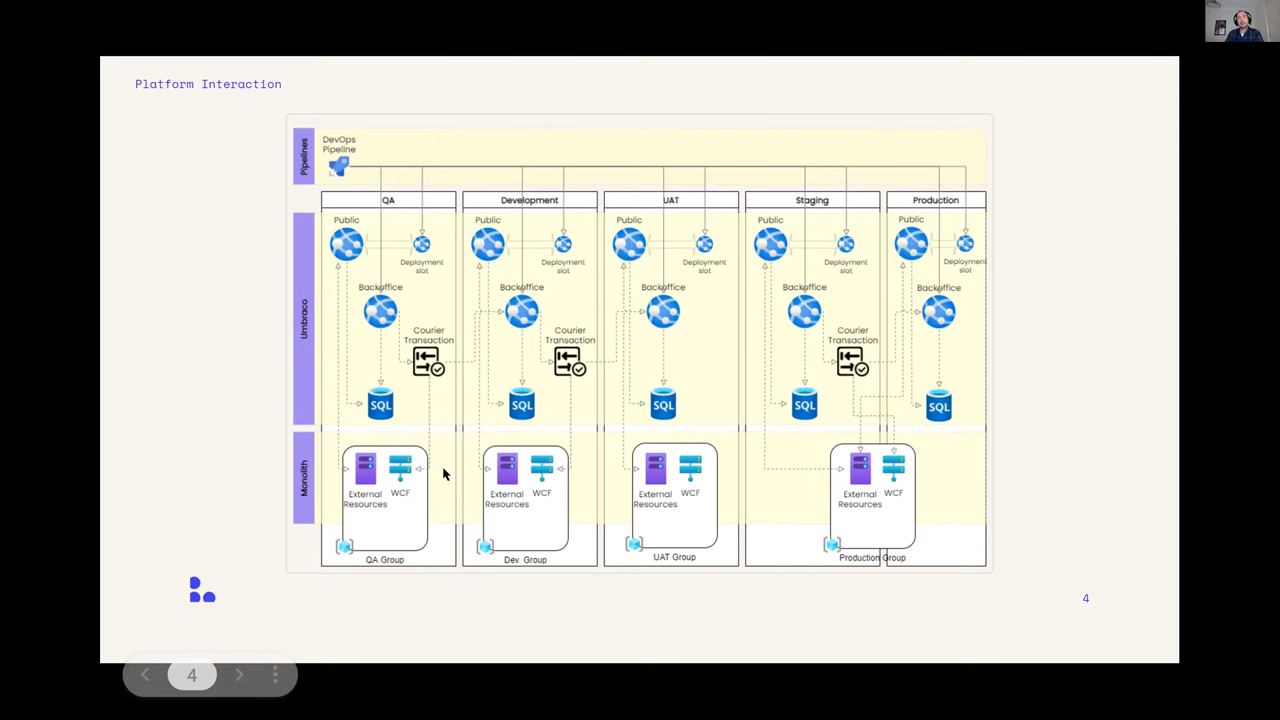 Platform Interaction
Pipelines
DevOps
Pipeline
QA
Development
UAT
Staging
Production
Umbraco
Public
Deployment
slot
Backoffice
Courier
Transaction
SQL
Public
Deployment
slot
Backoffice
Courier
Transaction
SQL
Public
Deployment
slot
Backoffice
SQL
Public
Deployment
slot
Backoffice
Courier
Transaction
SQL
Public
Deployment
slot
Backoffice
SQL
Monolith
External
Resources
WCF
QA Group
External
Resources
WCF
Dev. Group
External
Resources
WCF
UAT Group
External
Resources
WCF
Production Group
4
4